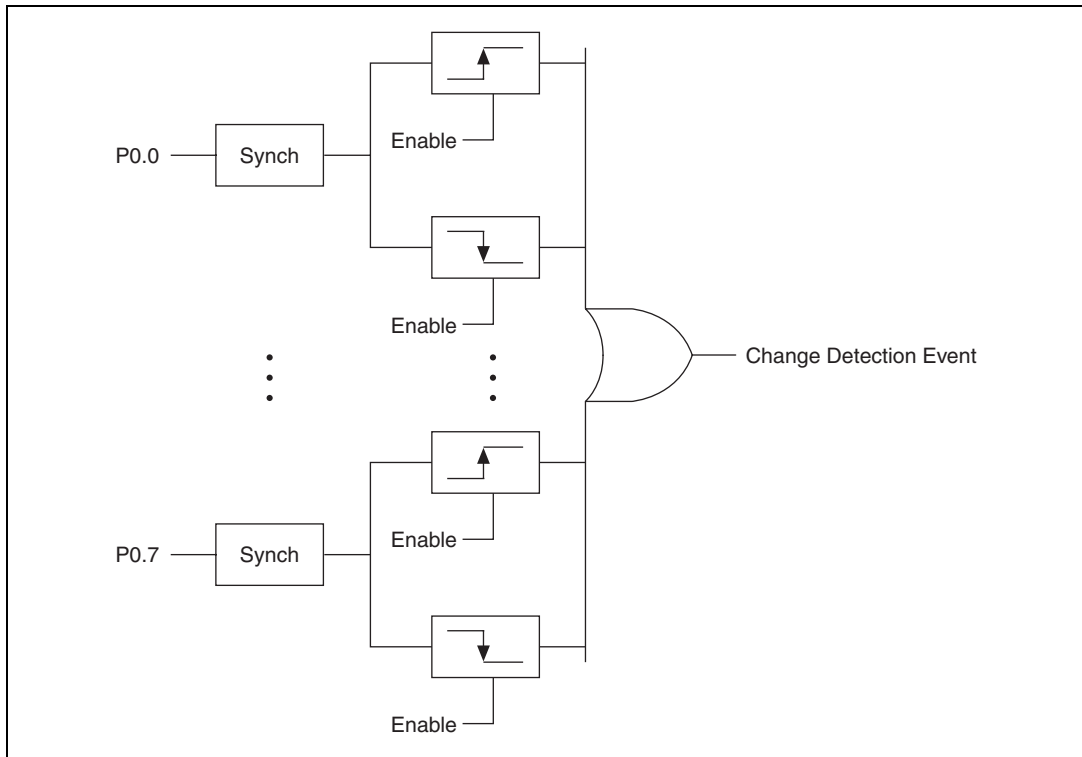 Enable
P0.0
Synch
Enable
Change Detection Event
Enable
P0.7
Synch
Enable